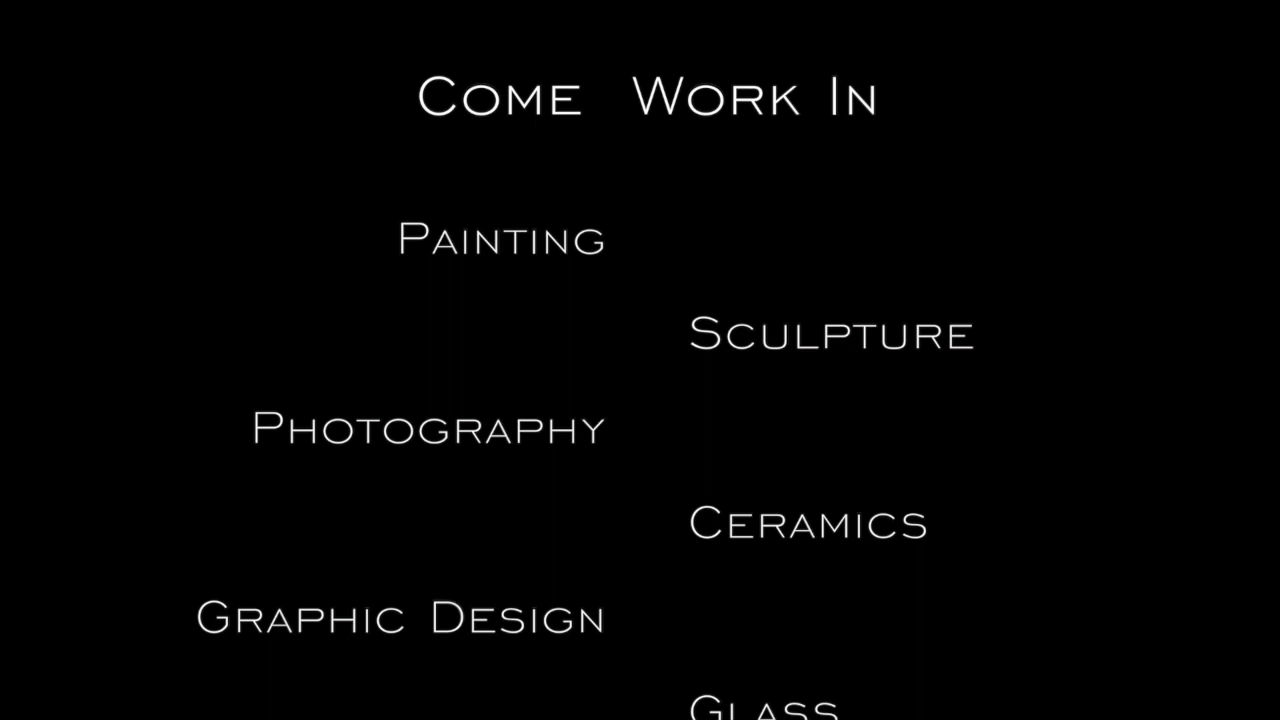 Come Work In
Painting
Sculpture
Photography
Ceramics
Graphic Design
Glass